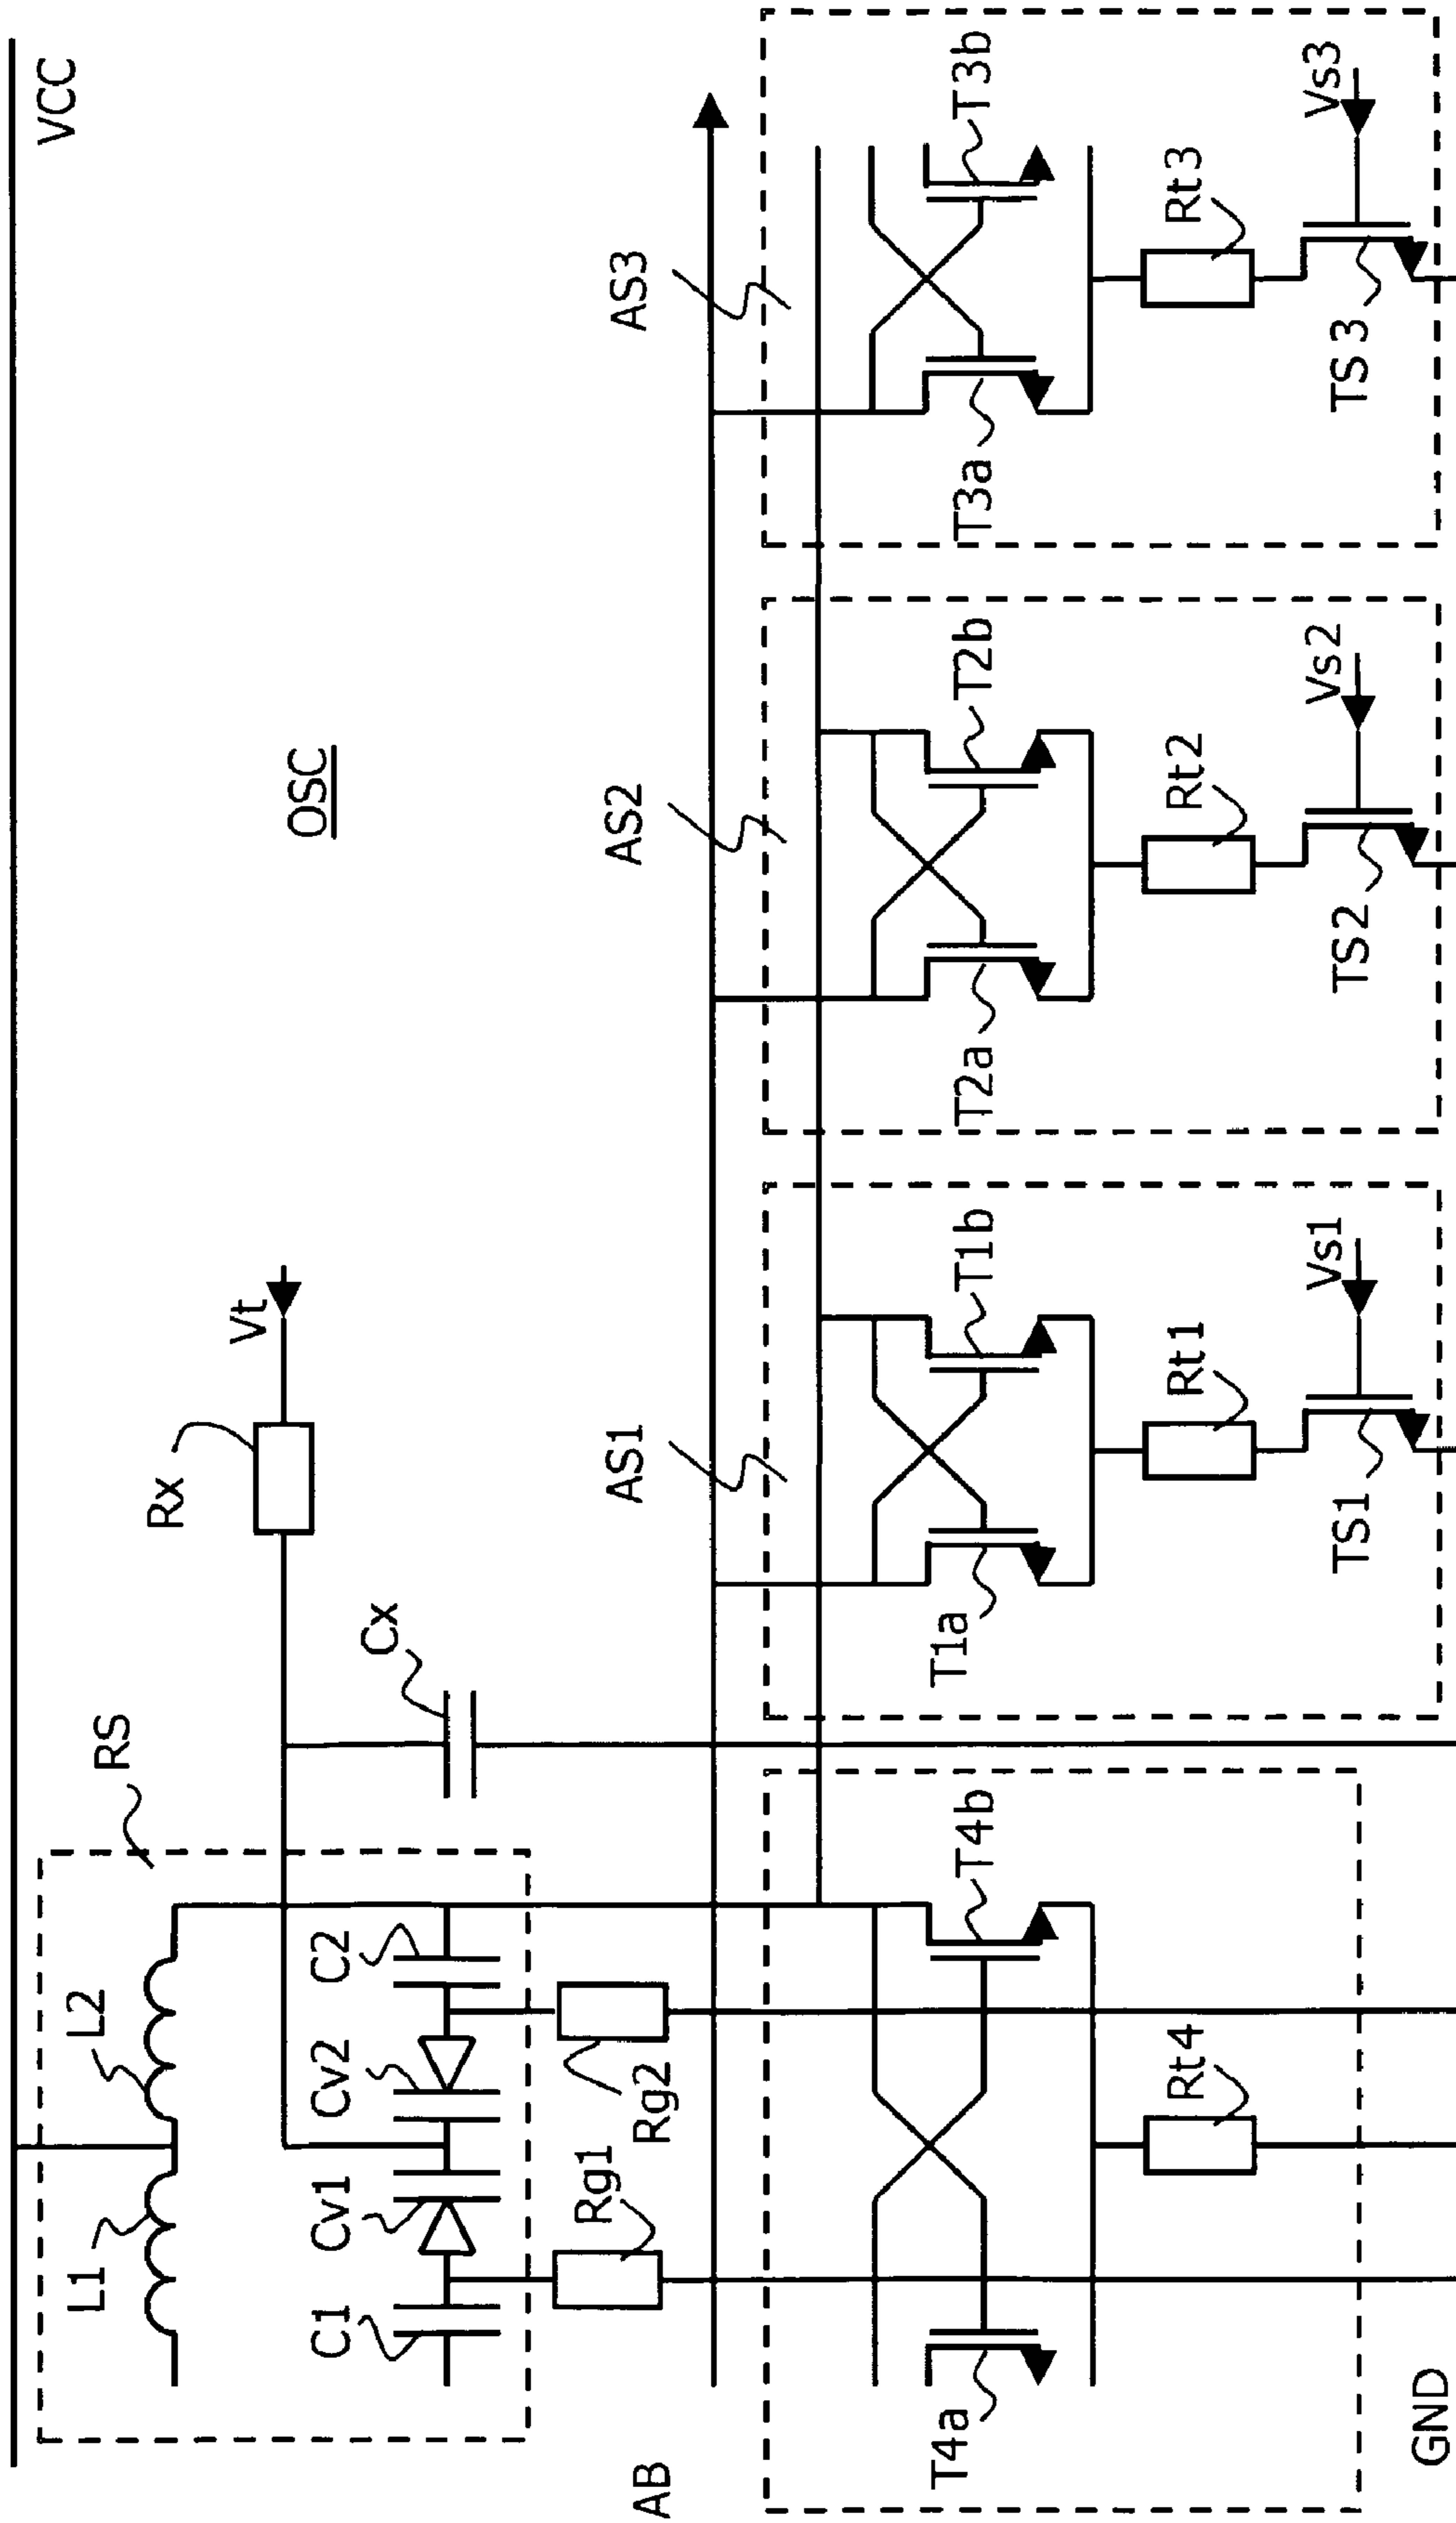 VCC
OSC
Vt
Rx
Cx
RS
L1
L2
C1
Cv1
Cv2
C2
Rg1
Rg2
AB
AS1
AS2
AS3
T4a
T4b
T1a
T1b
T2a
T2b
T3a
T3b
Rt4
Rt1
Rt2
Rt3
TS1
Vs1
TS2
Vs2
TS3
Vs3
GND